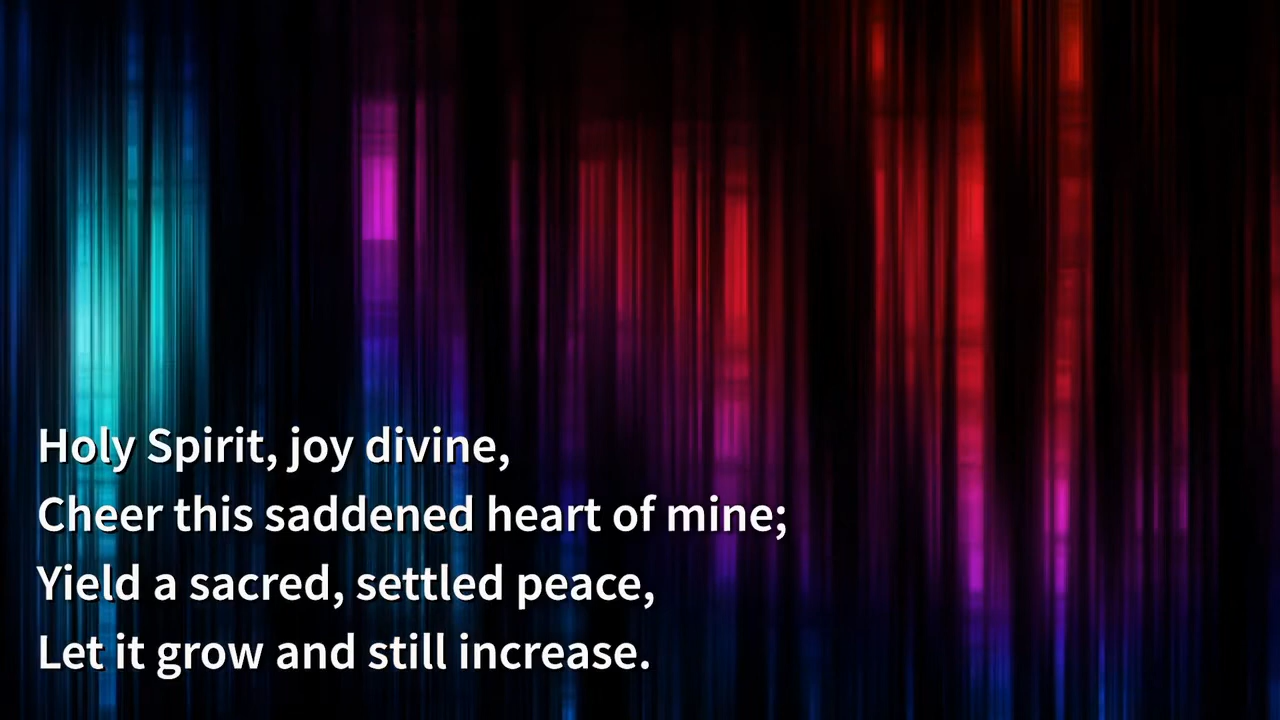 Holy Spirit, joy divine,
Cheer this saddened heart of mine;
Yield a sacred, settled peace,
Let it grow and still increase.